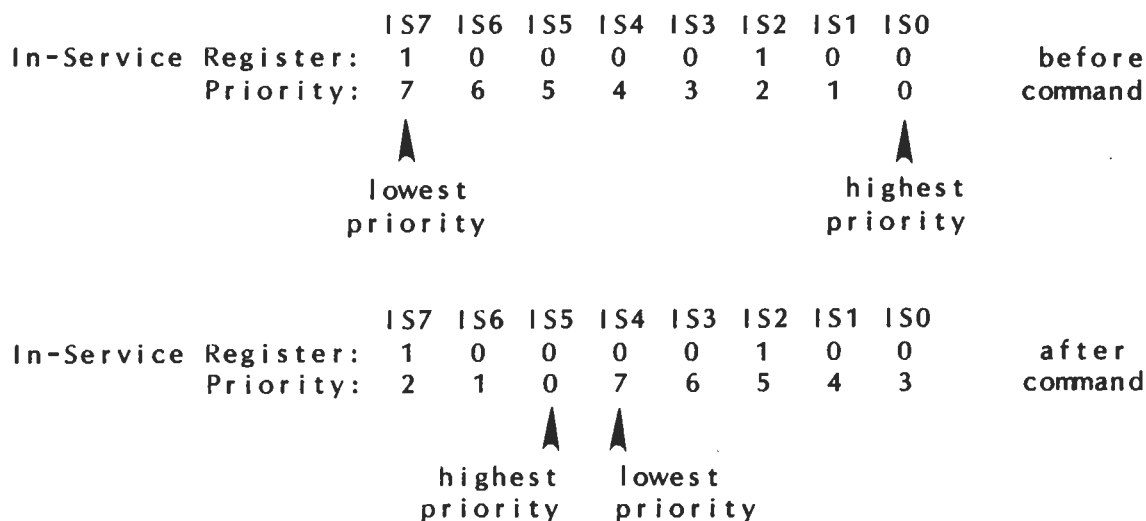 IS7 IS6 IS5 IS4 IS3 IS2 IS1 IS0
In-Service Register: 1 0 0 0 0 1 0 0 before
Priority: 7 6 5 4 3 2 1 0 command
lowest highest
priority priority
IS7 IS6 IS5 IS4 IS3 IS2 IS1 IS0
In-Service Register: 1 0 0 0 0 1 0 0 after
Priority: 2 1 0 7 6 5 4 3 command
highest lowest
priority priority